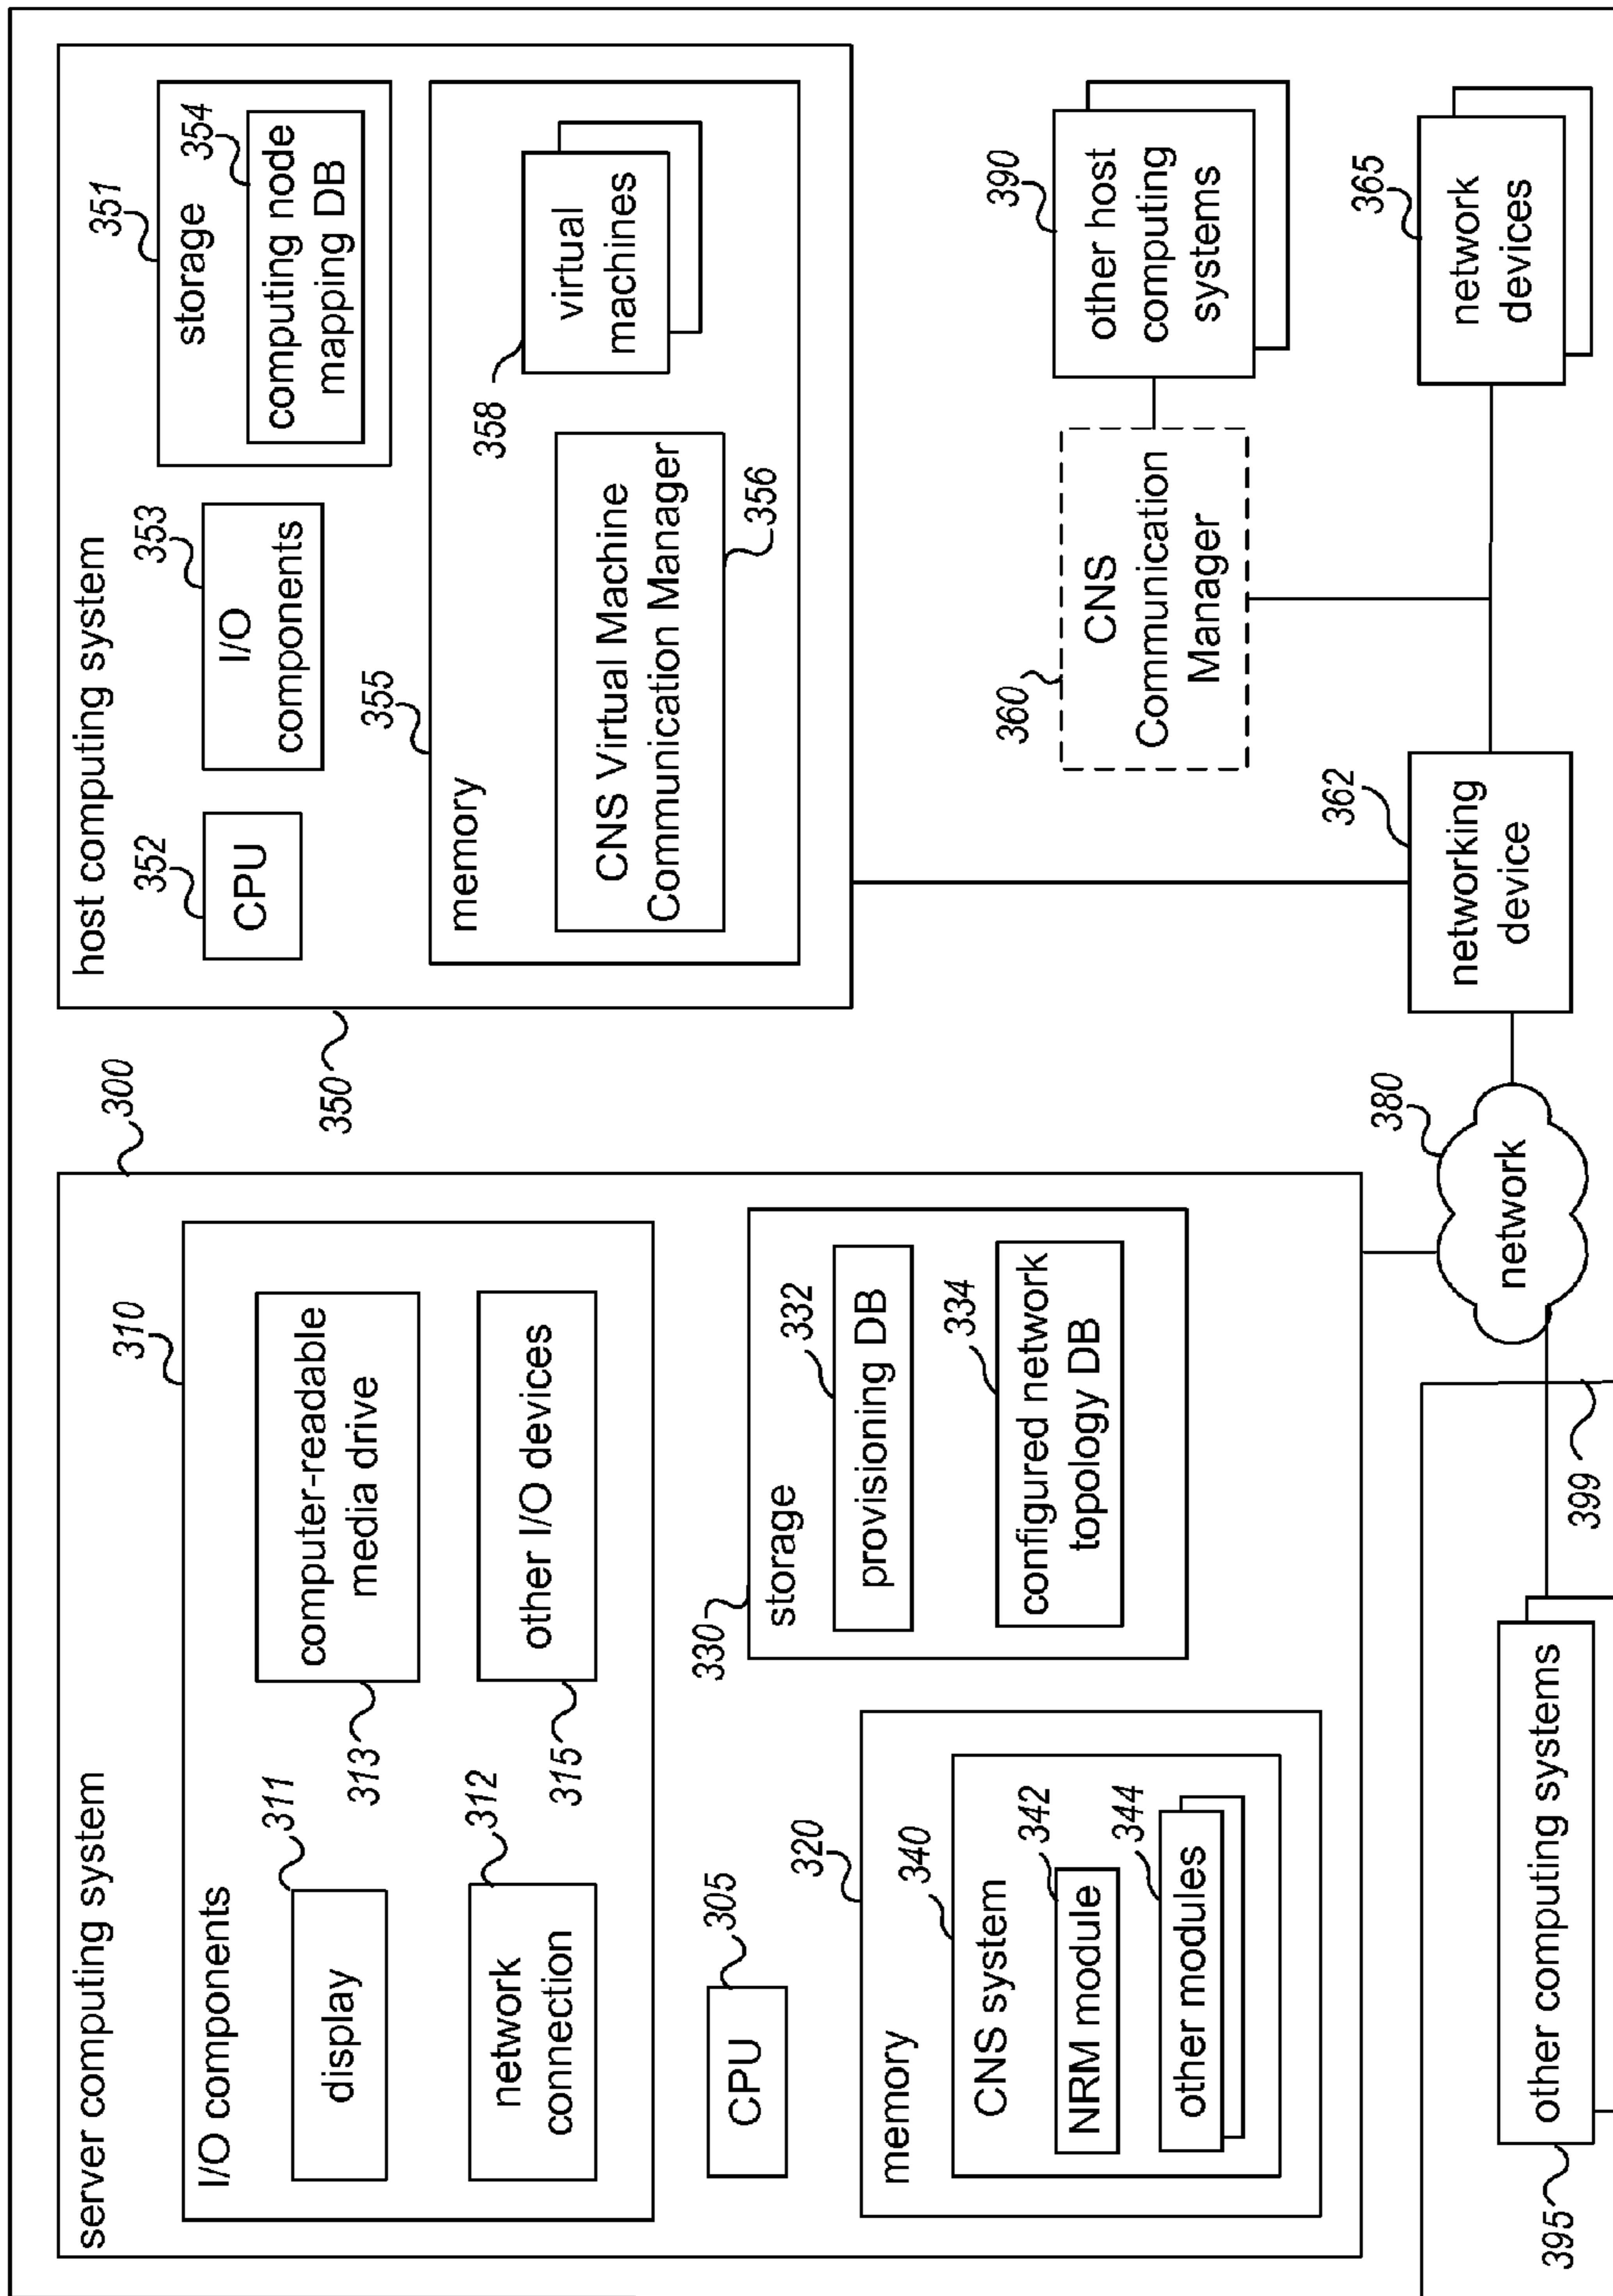 server computing system
300
I/O components
310
display
311
computer-readable
media drive
313
network
connection
312
other I/O devices
315
CPU
305
memory
320
CNS system
340
NRM module
342
other modules
344
storage
330
provisioning DB
332
configured network
topology DB
334
host computing system
350
CPU
352
I/O
components
353
storage
351
computing node
mapping DB
354
memory
355
CNS Virtual Machine
Communication Manager
356
virtual
machines
358
CNS
Communication
Manager
360
other host
computing
systems
390
other computing systems
395
399
network
380
networking
device
362
network
devices
365